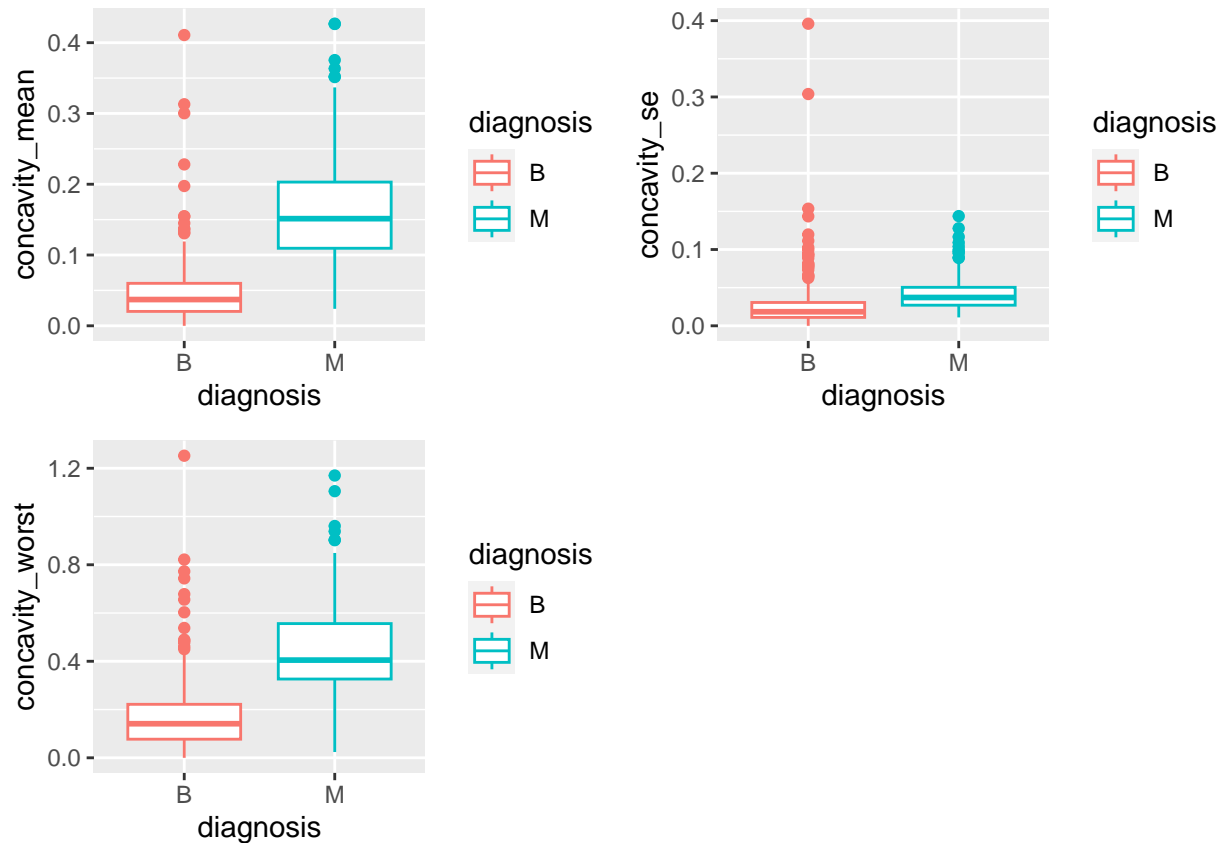 concavity_mean
0.4
0.3
0.2
0.1
0.0
B
M
diagnosis
diagnosis
B
M
concavity_se
0.4
0.3
0.2
0.1
0.0
B
M
diagnosis
diagnosis
B
M
concavity_worst
1.2
0.8
0.4
0.0
B
M
diagnosis
diagnosis
B
M